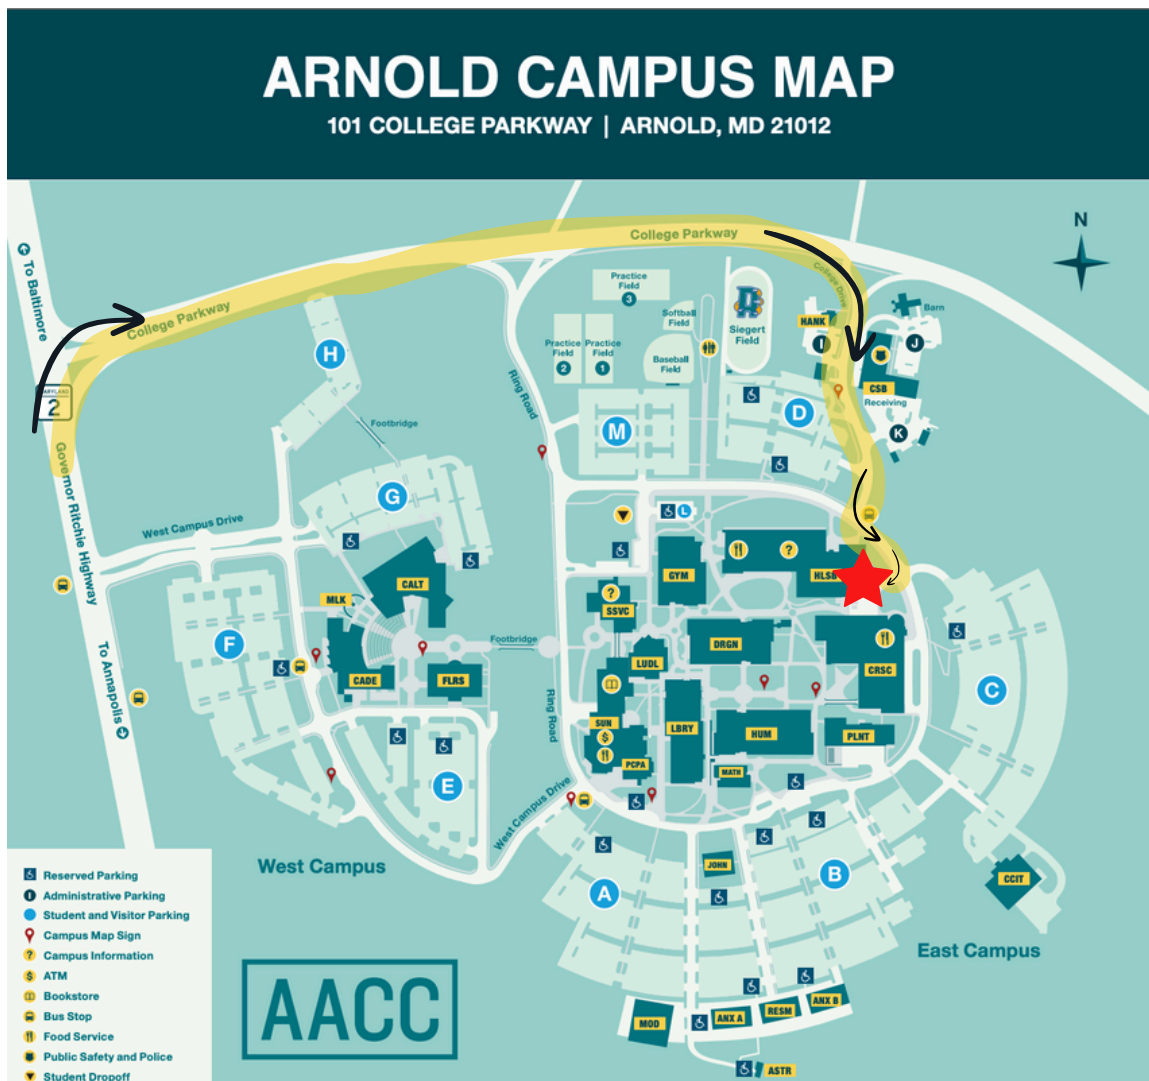 ARNOLD CAMPUS MAP
101 COLLEGE PARKWAY | ARNOLD, MD 21012
N
To Baltimore
College Parkway
College Parkway
College Drive
MARYLAND
2
Governor Ritchie Highway
To Annapolis
Practice
Field
3
Practice
Field
2
Practice
Field
1
Softball
Field
Baseball
Field
Siegert
Field
HANK
I
Barn
J
CSB
Receiving
K
H
Footbridge
Ring Road
M
D
G
West Campus Drive
L
GYM
?
HLSB
CALT
MLK
?
SSVC
F
CADE
FLRS
Footbridge
LUDL
DRGN
CRSC
C
Ring Road
SUN
$
LBRY
HUM
PLNT
PCPA
MATH
E
West Campus Drive
West Campus
A
JOHN
B
CCIT
East Campus
MOD
ANX A
RESM
ANX B
ASTR
Reserved Parking
I Administrative Parking
Student and Visitor Parking
Campus Map Sign
? Campus Information
$ ATM
Bookstore
Bus Stop
Food Service
Public Safety and Police
Student Dropoff
AACC